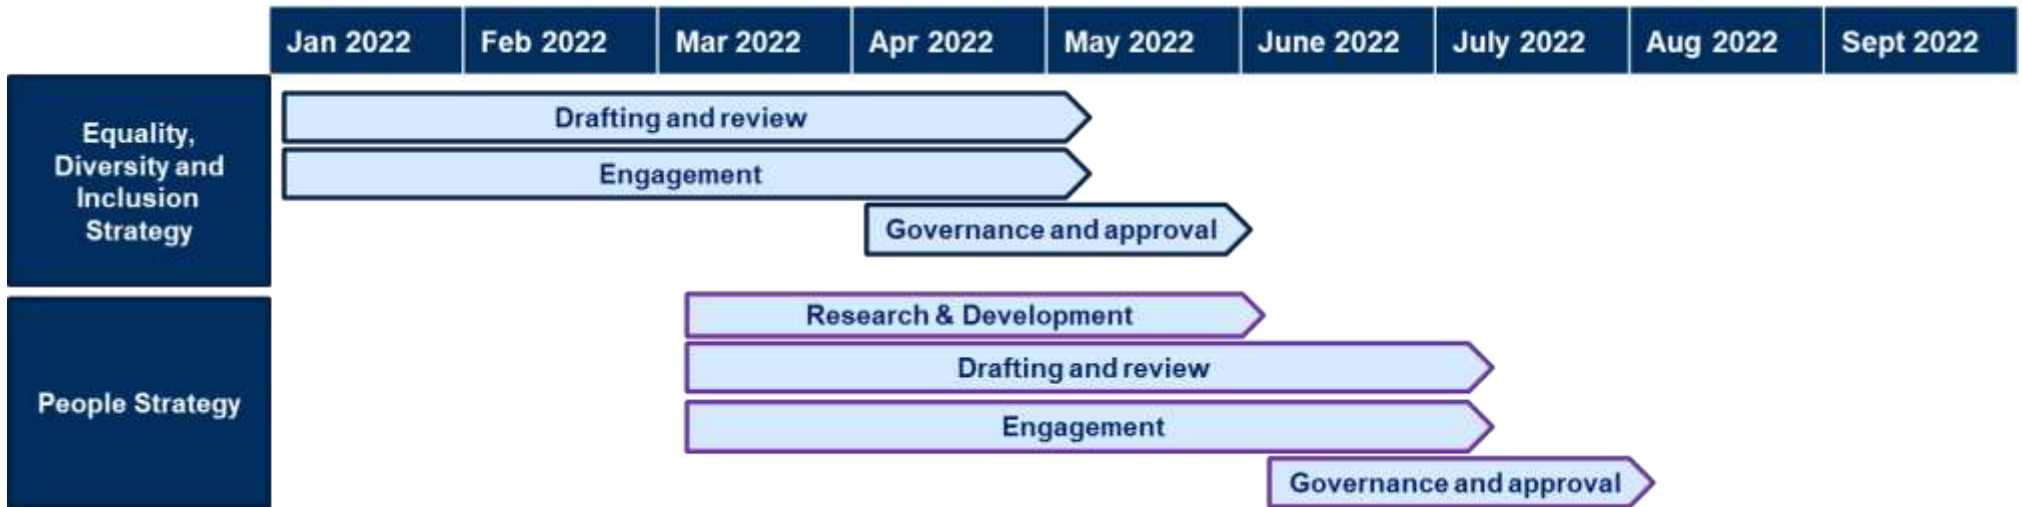 Jan 2022
Feb 2022
Mar 2022
Apr 2022
May 2022
June 2022
July 2022
Aug 2022
Sept 2022
Equality,
Diversity and
Inclusion
Strategy
Drafting and review
Engagement
Governance and approval
People Strategy
Research & Development
Drafting and review
Engagement
Governance and approval